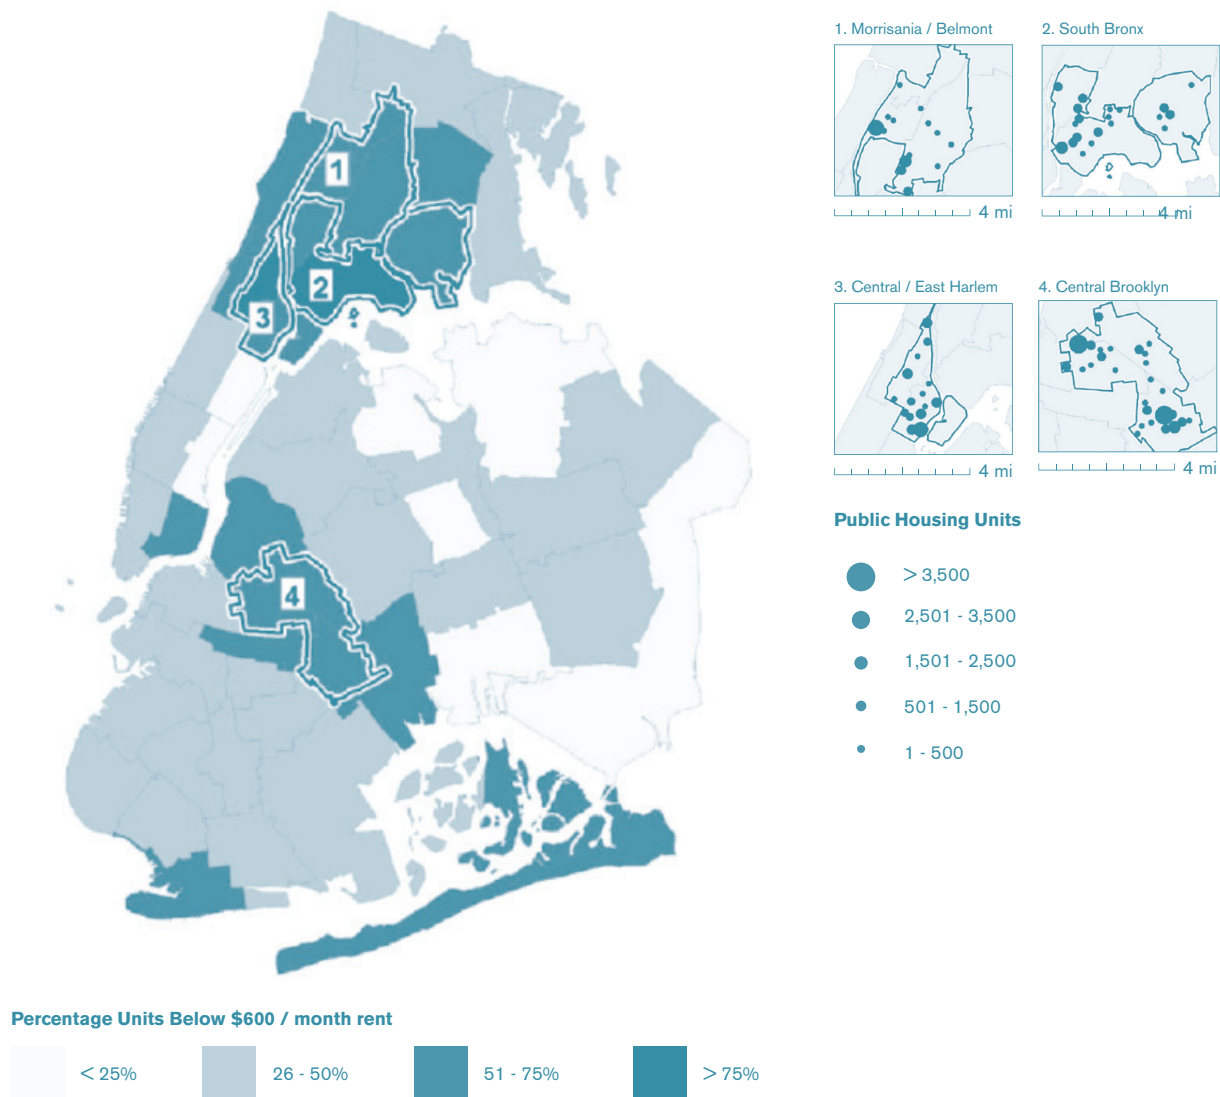 1. Morrisania / Belmont
2. South Bronx
4 mi
4 mi
1
2
3
4
3. Central / East Harlem
4. Central Brooklyn
4 mi
4 mi
Public Housing Units
> 3,500
2,501 - 3,500
1,501 - 2,500
501 - 1,500
1 - 500
Percentage Units Below $600 / month rent
< 25%
26 - 50%
51 - 75%
> 75%